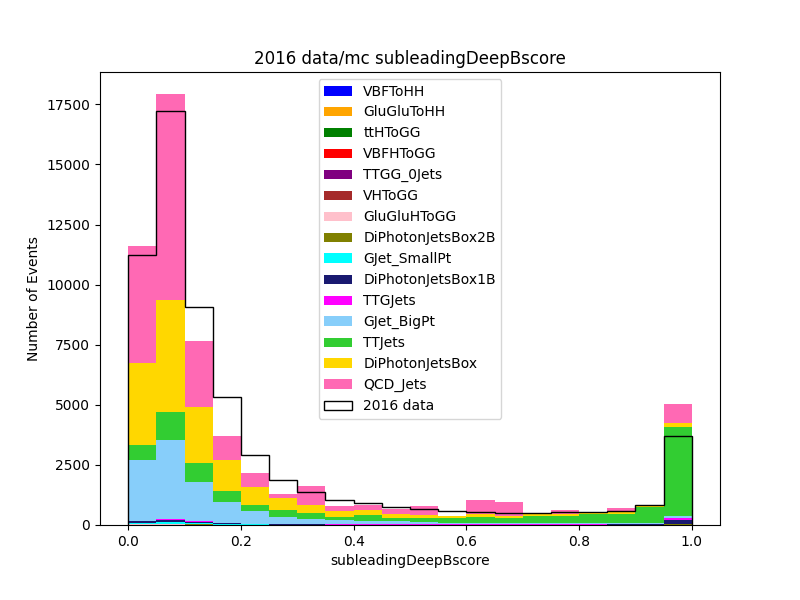 2016 data/mc subleadingDeepBscore
VBFToHH
GluGluToHH
ttHToGG
VBFHToGG
TTGG_0Jets
VHToGG
GluGluHToGG
DiPhotonJetsBox2B
GJet_SmallPt
DiPhotonJetsBox1B
TTGJets
GJet_BigPt
TTJets
DiPhotonJetsBox
QCD_Jets
2016 data
Number of Events
17500
15000
12500
10000
7500
5000
2500
0
0.0 0.2 0.4 0.6 0.8 1.0
subleadingDeepBscore